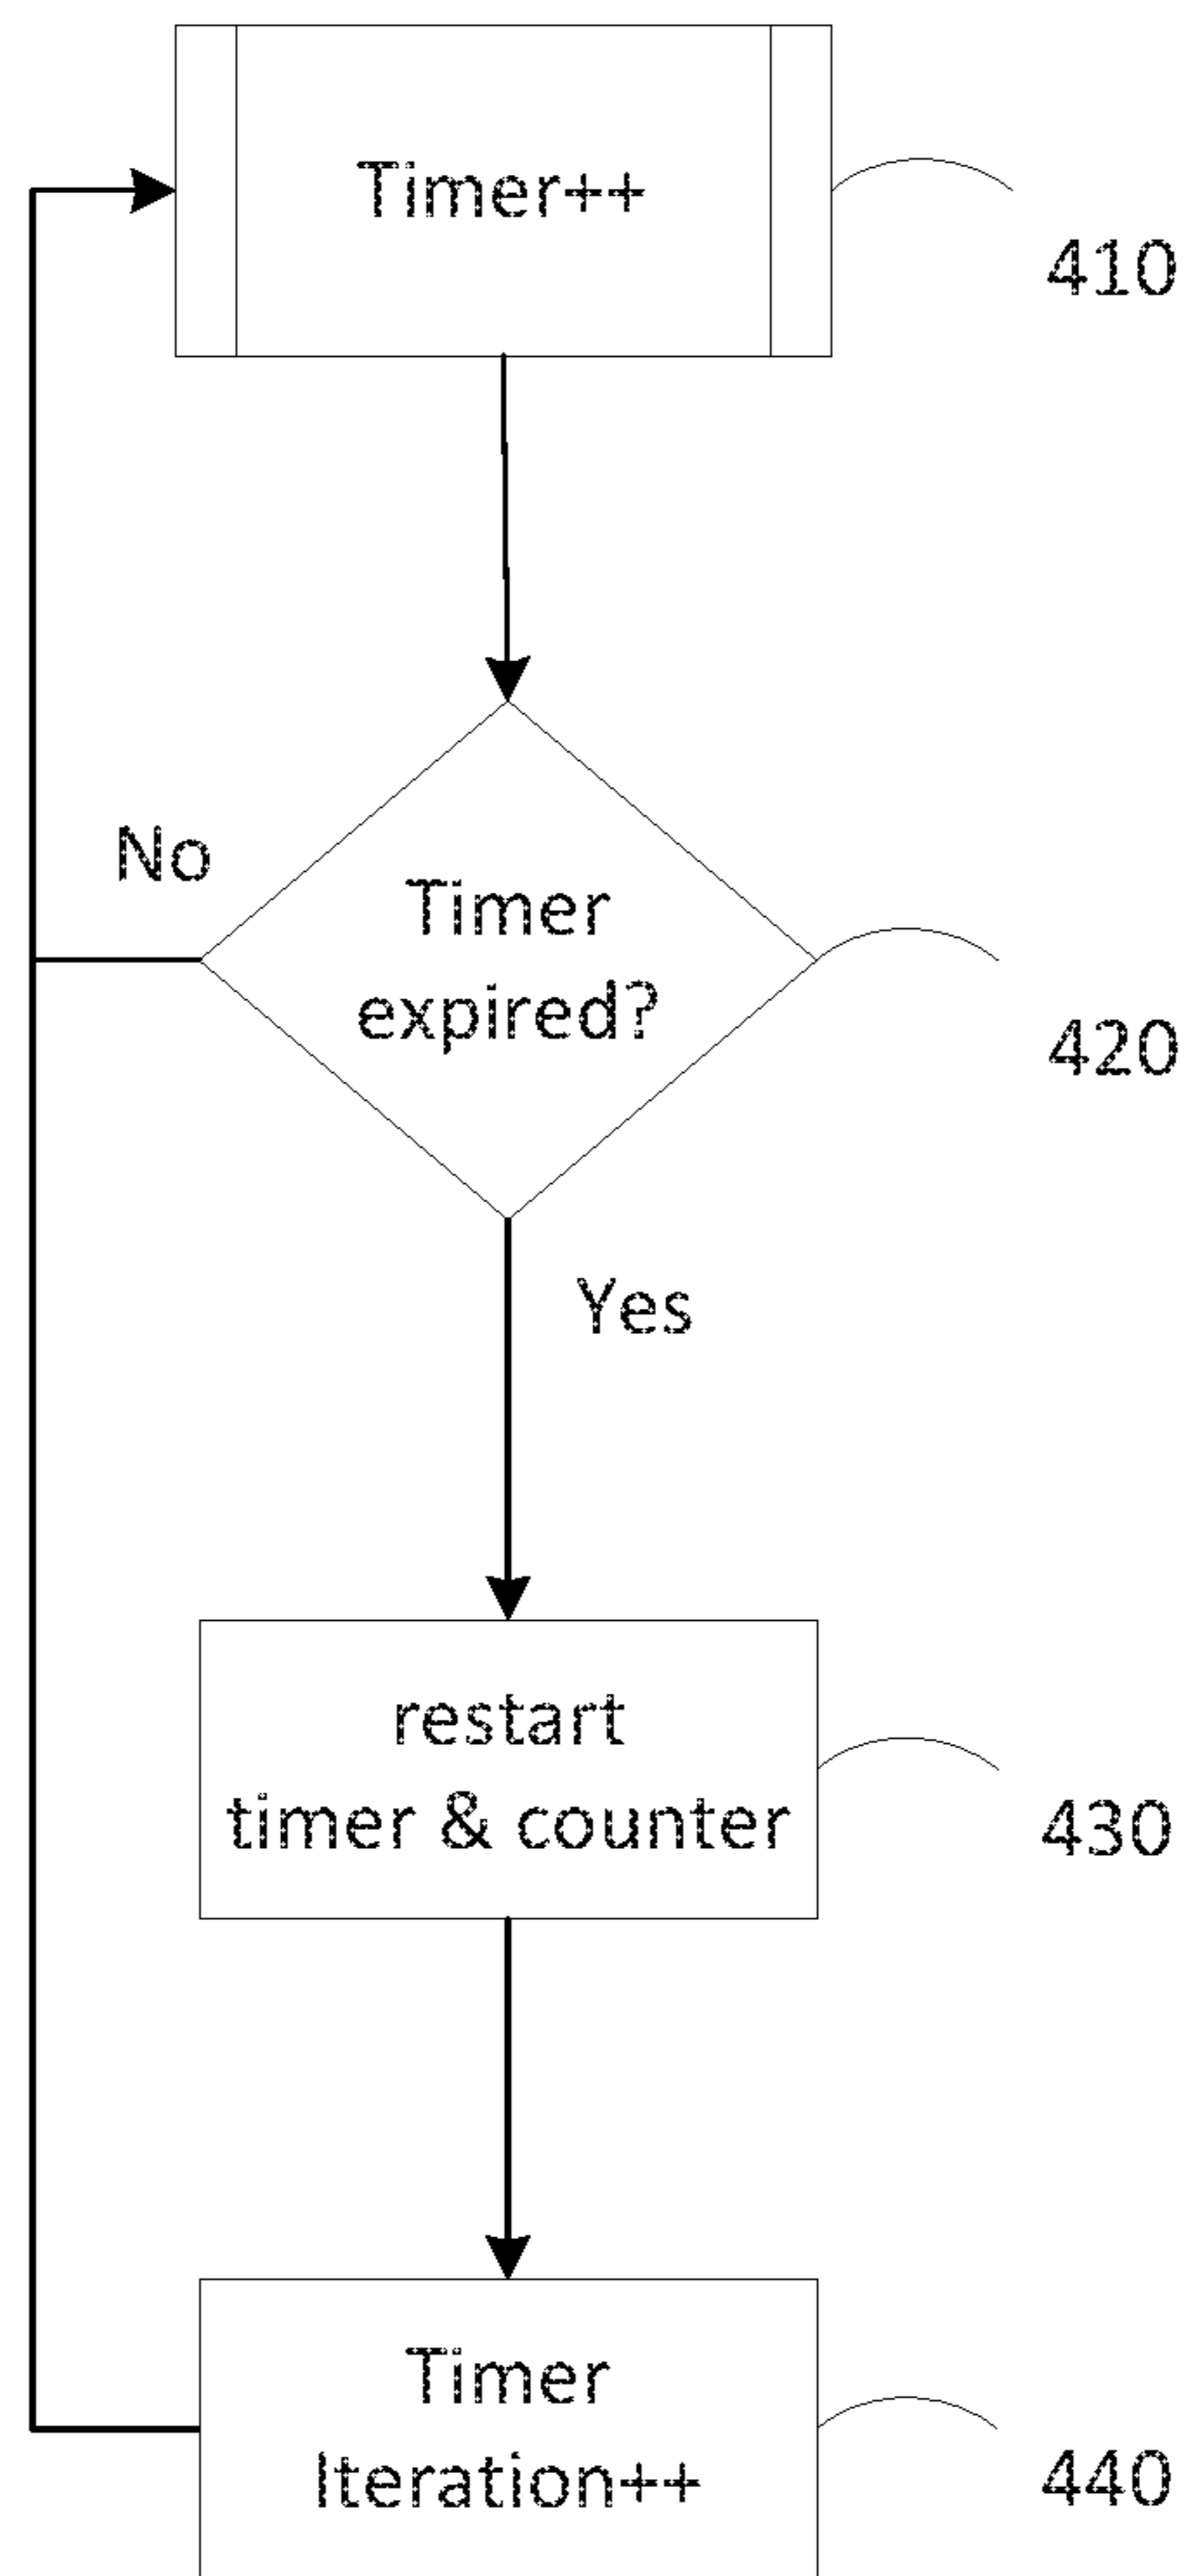 Timer++
410
No
Timer
expired?
420
Yes
restart
timer & counter
430
Timer
Iteration++
440